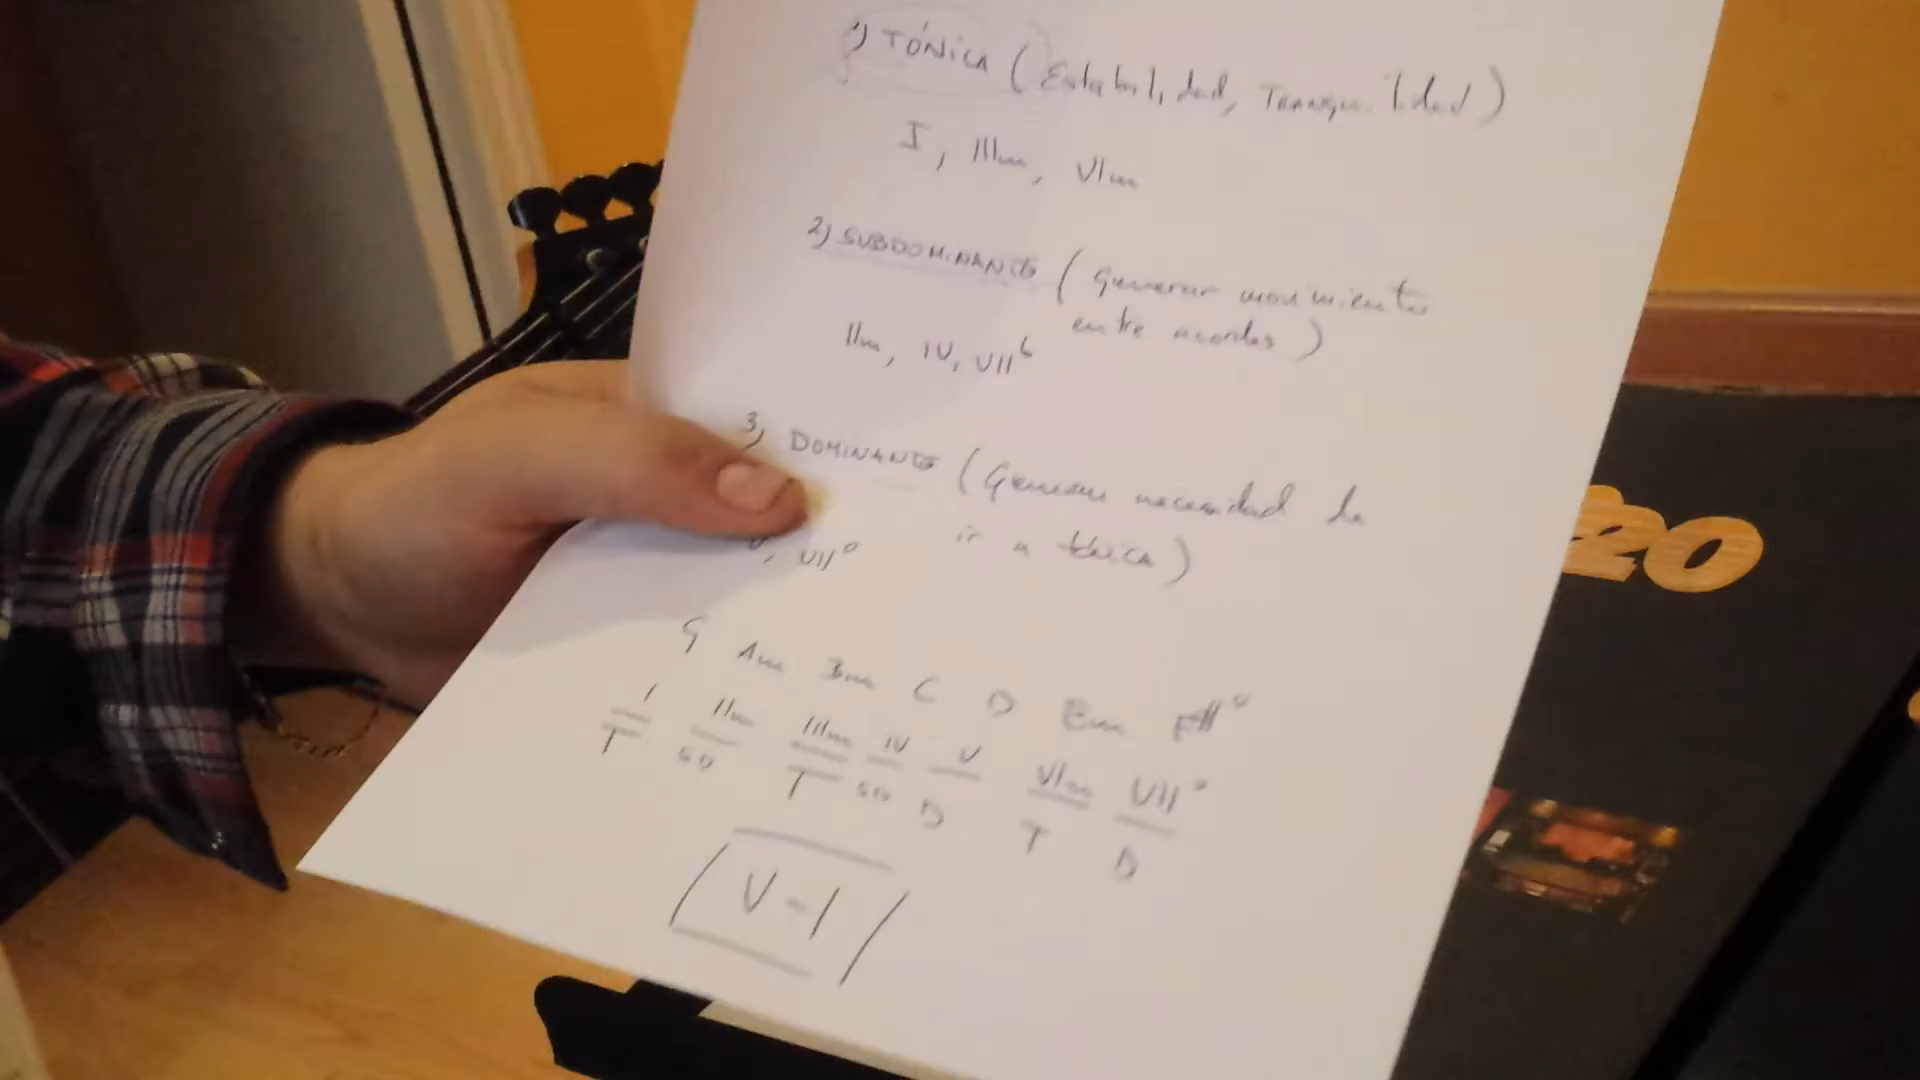 1) TÓNICA (Estabilidad, Tranquilidad)
I, IIIm, VIm
2) SUBDOMINANTE (Generar movimiento
entre acordes)
IIm, IV, VII b
3) DOMINANTE (Generar necesidad de
ir a tónica)
, VII°
G Am Bm C D Em F#°
I IIm IIIm IV V VIm VII°
T SD T SD D T D
V-I
20